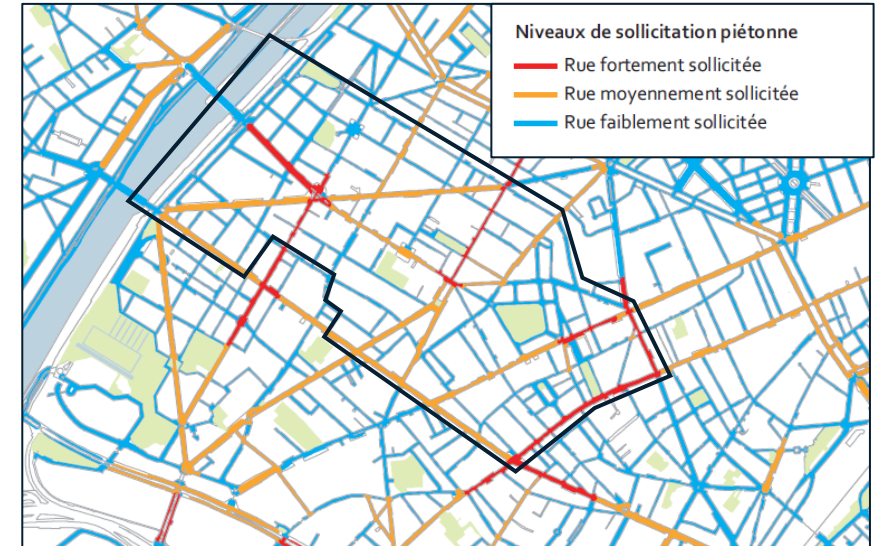 Niveaux de sollicitation piétonne
Rue fortement sollicitée
Rue moyennement sollicitée
Rue faiblement sollicitée